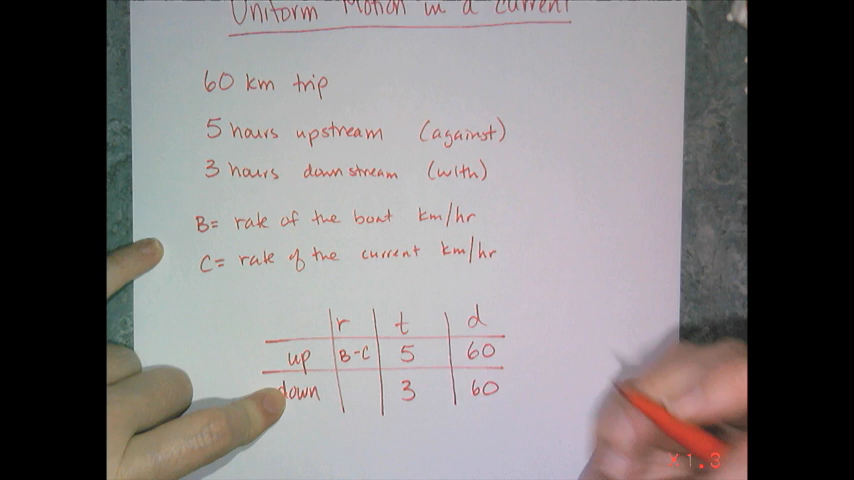 Uniform Motion in a current
60 km trip
5 hours upstream (against)
3 hours downstream (with)
B= rate of the boat km/hr
C= rate of the current km/hr
r t d
up B-C 5 60
down 3 60
X1.3